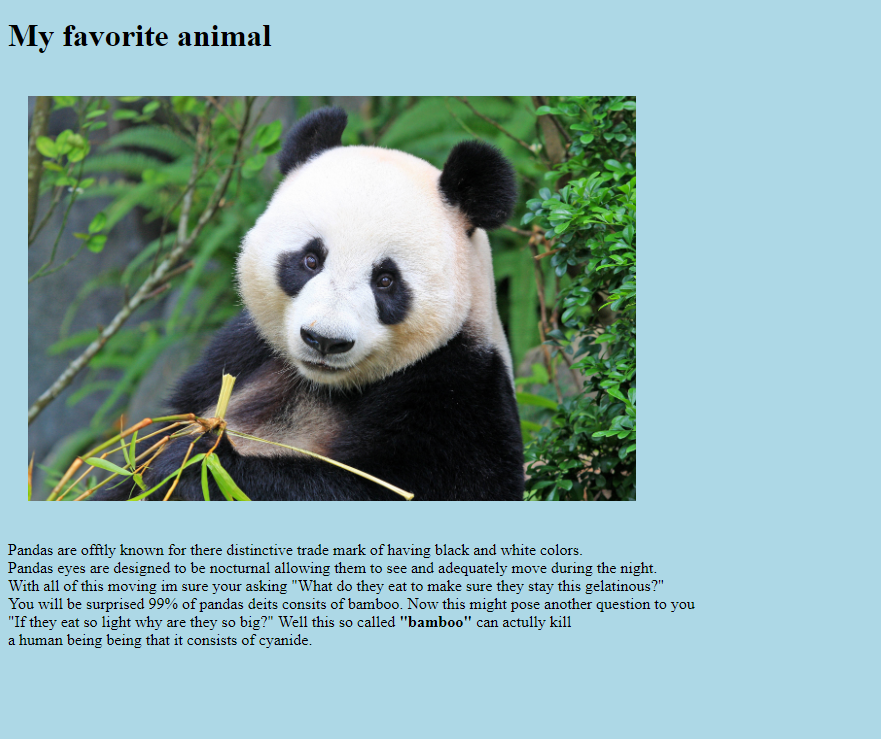 My favorite animal
Pandas are offtly known for there distinctive trade mark of having black and white colors.
Pandas eyes are designed to be nocturnal allowing them to see and adequately move during the night.
With all of this moving im sure your asking "What do they eat to make sure they stay this gelatinous?"
You will be surprised 99% of pandas deits consits of bamboo. Now this might pose another question to you
"If they eat so light why are they so big?" Well this so called "bamboo" can actully kill
a human being being that it consists of cyanide.